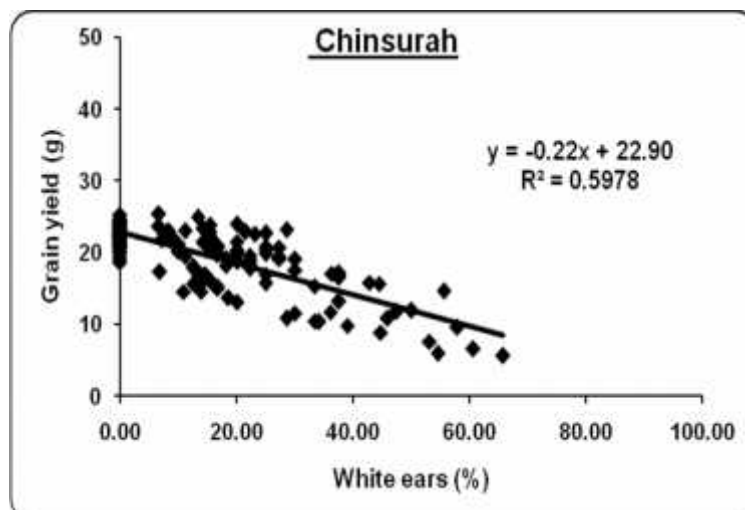 Chinsurah
50
40
30
20
10
0
Grain yield (g)
y = -0.22x + 22.90
R² = 0.5978
0.00 20.00 40.00 60.00 80.00 100.00
White ears (%)